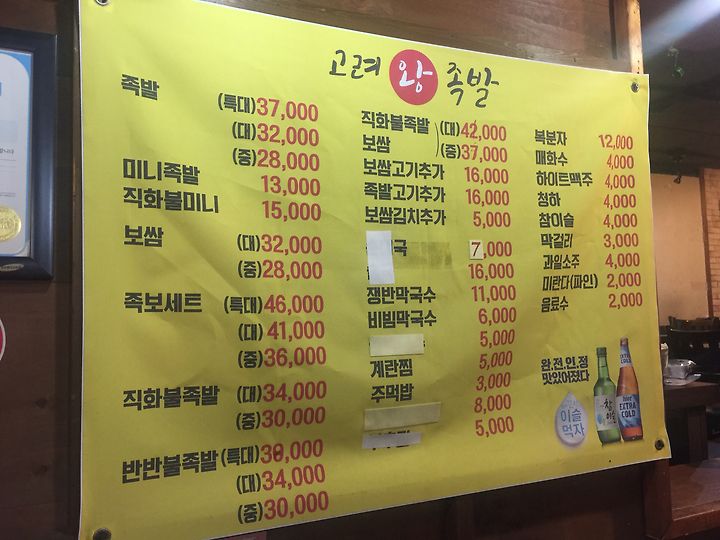 고려 왕 족발
족발 (특대)37,000
(대)32,000
(중)28,000
미니족발 13,000
직화불미니 15,000
보쌈 (대)32,000
(중)28,000
족보세트 (특대)46,000
(대)41,000
(중)36,000
직화불족발 (대)34,000
(중)30,000
반반불족발 (특대)38,000
(대)34,000
(중)30,000
직화불족발 (대)42,000
보쌈 (중)37,000
보쌈고기추가 16,000
족발고기추가 16,000
보쌈김치추가 5,000
국 7,000
16,000
쟁반막국수 11,000
비빔막국수 6,000
5,000
계란찜 5,000
주먹밥 3,000
8,000
5,000
복분자 12,000
매화수 4,000
하이트맥주 4,000
청하 4,000
참이슬 4,000
막걸리 3,000
과일소주 4,000
미란다(파인) 2,000
음료수 2,000
완.전.인.정
맛있어졌다
이슬
먹자
참이슬
EXTRA
COLD